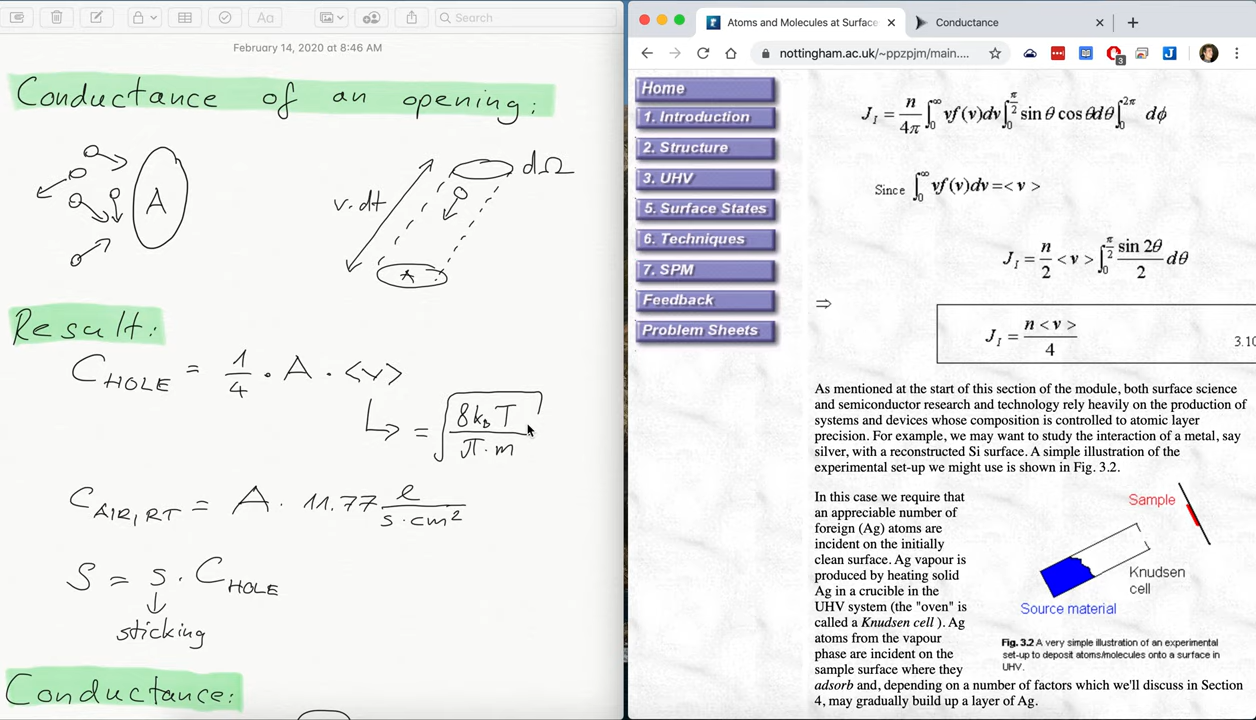 Aa
Search
February 14, 2020 at 8:46 AM
Conductance of an opening:
A
v·dt
dΩ
A
Result:
C_HOLE = 1/4 · A · <v>
↳ = √(8k_B T / π·m)
C_AIR,RT = A · 11.77 l / s·cm²
S = s · C_HOLE
↓
sticking
Conductance:
Atoms and Molecules at Surface
Conductance
nottingham.ac.uk/~ppzpjm/main....
3
Home
1. Introduction
2. Structure
3. UHV
5. Surface States
6. Techniques
7. SPM
Feedback
Problem Sheets
J_I = n/4π ∫_0^∞ vf(v)dv ∫_0^(π/2) sin θ cos θdθ ∫_0^2π dϕ
Since ∫_0^∞ vf(v)dv = < v >
J_I = n/2 < v > ∫_0^(π/2) sin 2θ / 2 dθ
⇒
J_I = n < v > / 4
3.10
As mentioned at the start of this section of the module, both surface science
and semiconductor research and technology rely heavily on the production of
systems and devices whose composition is controlled to atomic layer
precision. For example, we may want to study the interaction of a metal, say
silver, with a reconstructed Si surface. A simple illustration of the
experimental set-up we might use is shown in Fig. 3.2.
In this case we require that
an appreciable number of
foreign (Ag) atoms are
incident on the initially
clean surface. Ag vapour is
produced by heating solid
Ag in a crucible in the
UHV system (the "oven" is
called a Knudsen cell ). Ag
atoms from the vapour
phase are incident on the
sample surface where they
adsorb and, depending on a number of factors which we'll discuss in Section
4, may gradually build up a layer of Ag.
Sample
Knudsen
cell
Source material
Fig. 3.2 A very simple illustration of an experimental
set-up to deposit atoms/molecules onto a surface in
UHV.